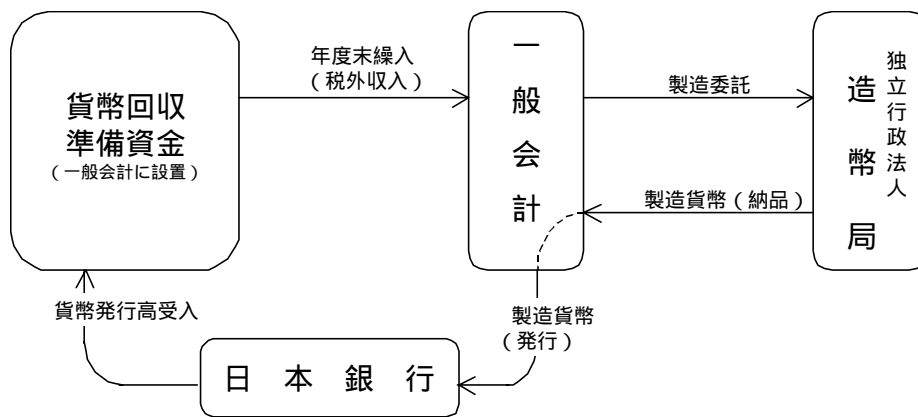 貨幣回収
準備資金
(一般会計に設置)
年度末繰入
(税外収入)
一般会計
製造委託
製造貨幣(納品)
独立行政法人
造幣局
貨幣発行高受入
製造貨幣
(発行)
日本銀行